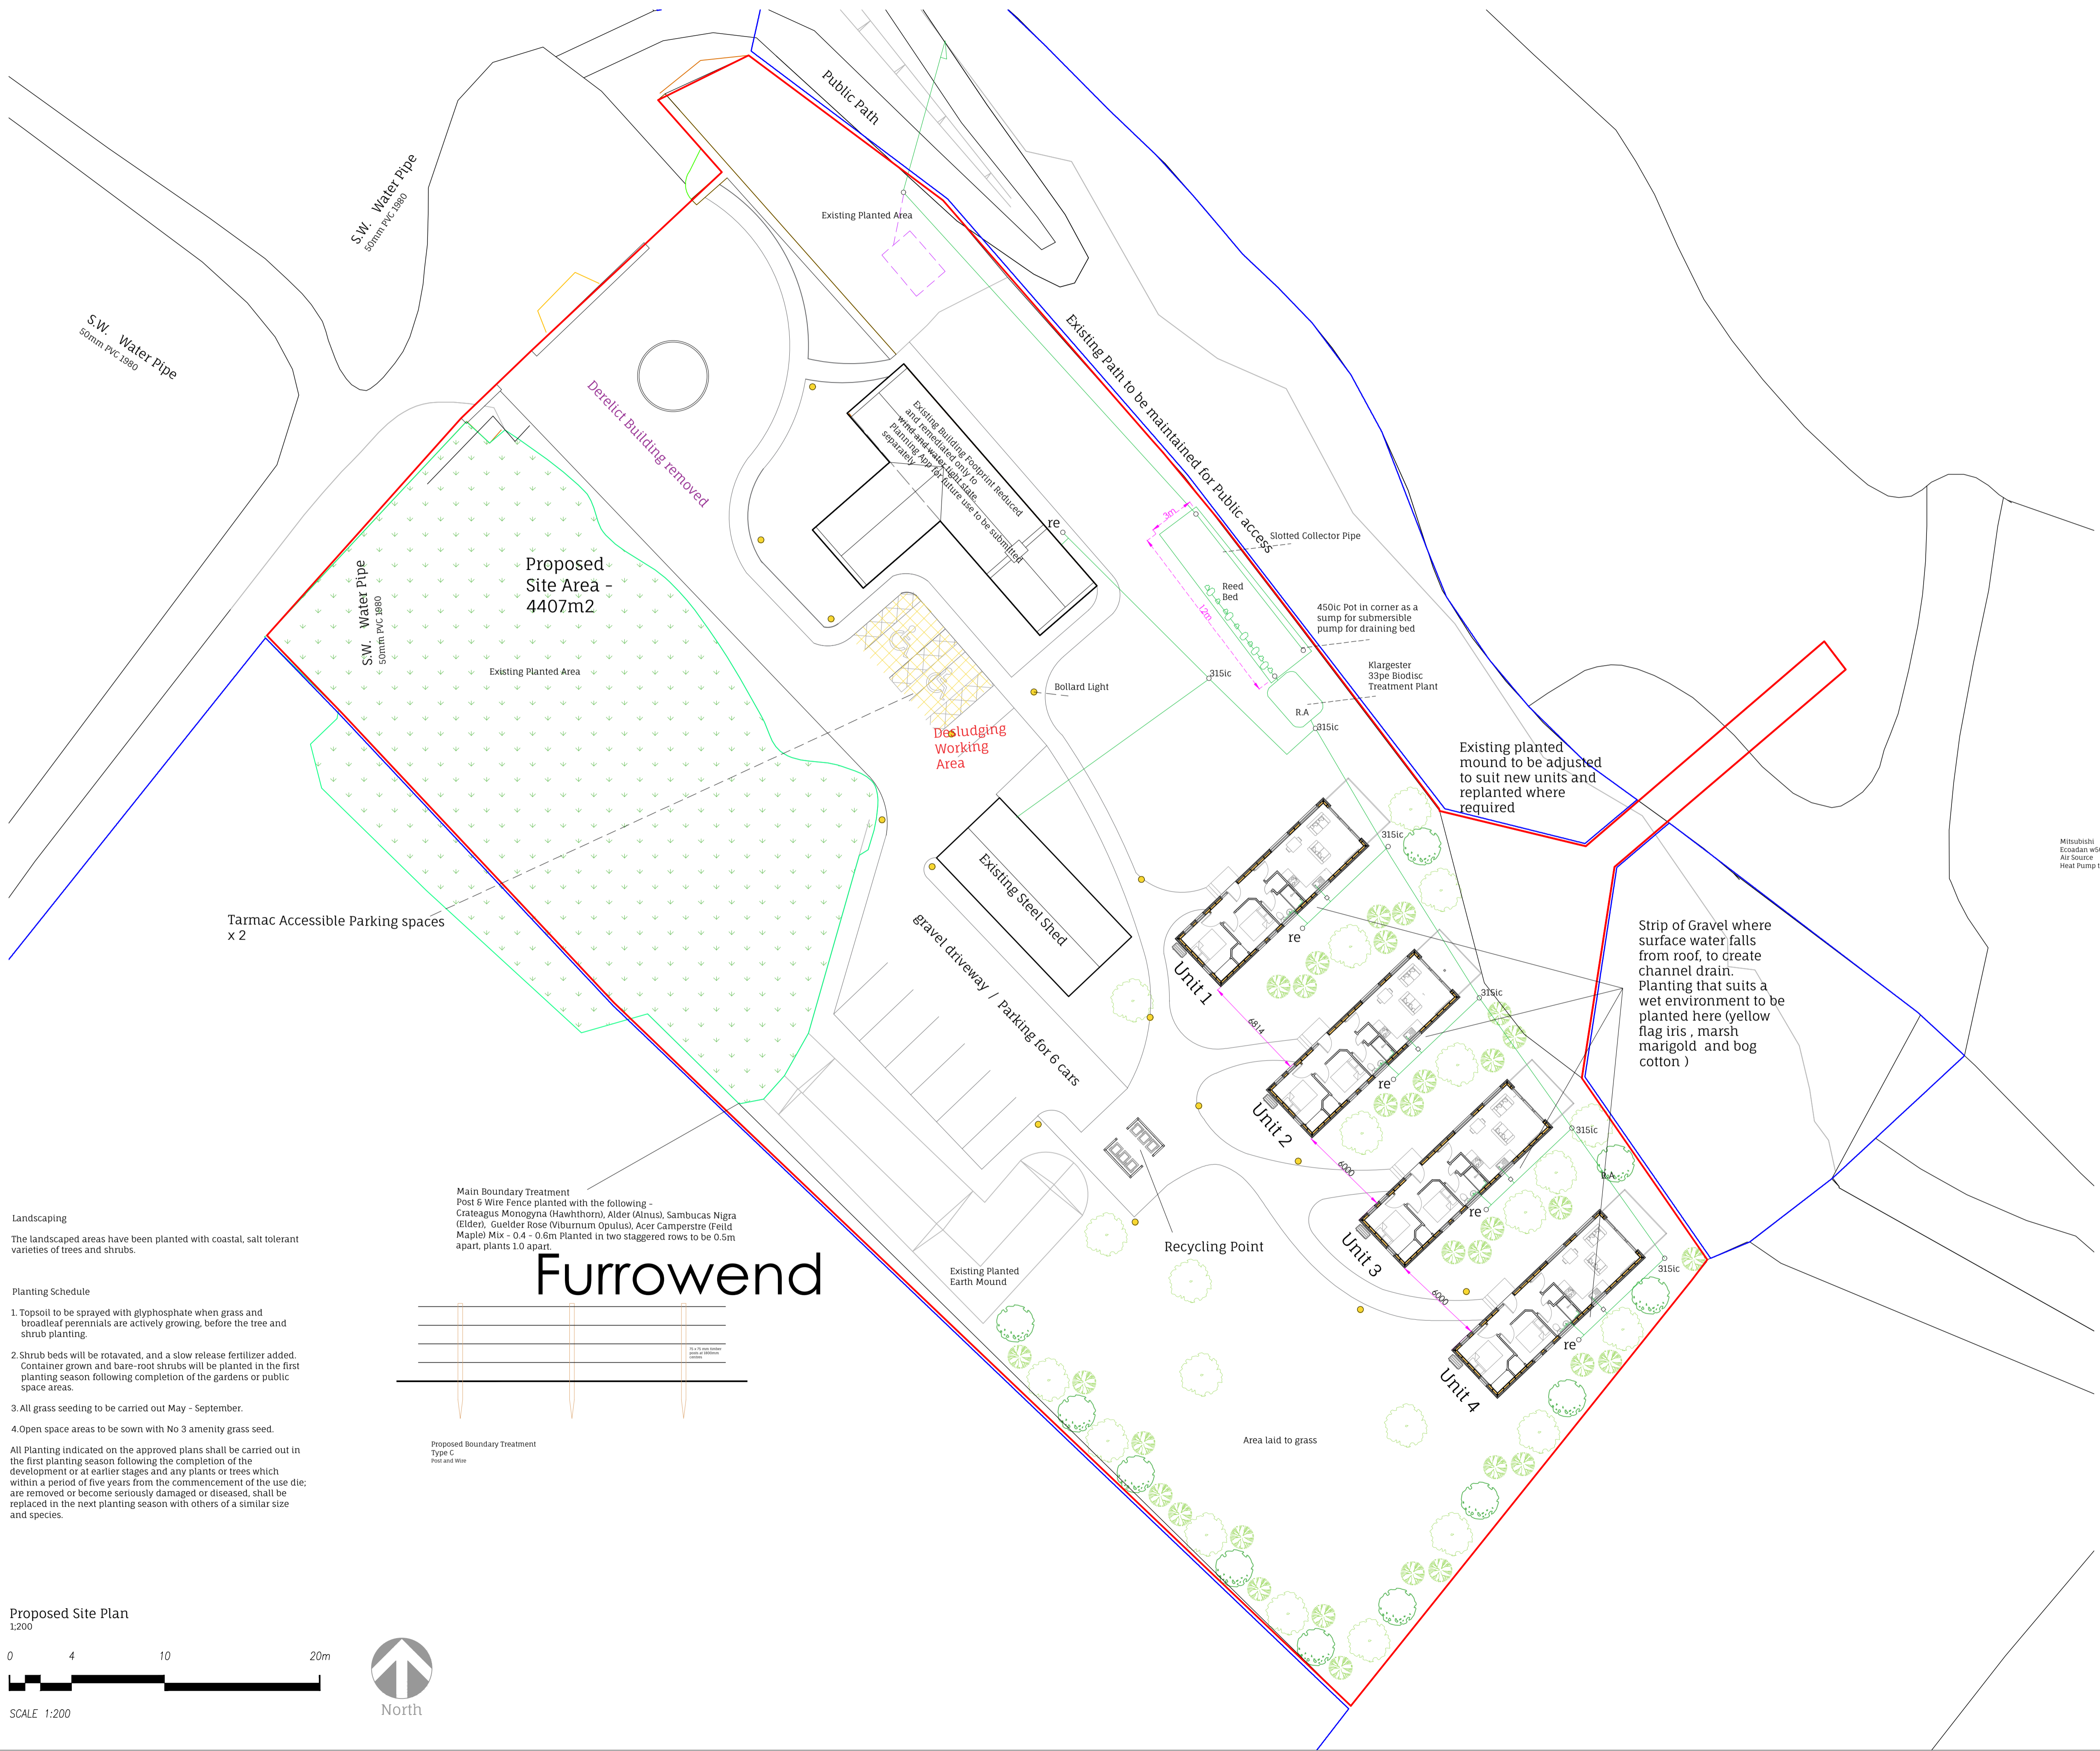 Public Path
S.W. Water Pipe
50mm PVC 1980
S.W. Water Pipe
50mm PVC 1980
Existing Planted Area
Existing Path to be maintained for Public access
Derelict Building removed
Existing Building Footprint Reduced
and remediated only to
wind and water tight state
Planning App for future use to be submitted
separately
re
3m.
Slotted Collector Pipe
Proposed
Site Area -
4407m2
S.W. Water Pipe
50mm PVC 1980
Existing Planted Area
Reed
Bed
12m.
450ic Pot in corner as a
sump for submersible
pump for draining bed
Klargester
33pe Biodisc
Treatment Plant
315ic
R.A
315ic
Bollard Light
Desludging
Working
Area
Existing planted
mound to be adjusted
to suit new units and
replanted where
required
Mitsubishi
Ecoadan w50
Air Source
Heat Pump t
Existing Steel Shed
gravel driveway / Parking for 6 cars
Tarmac Accessible Parking spaces
x 2
315ic
re
Unit 1
6814
315ic
re
Unit 2
6000
315ic
R.A
re
Unit 3
6000
315ic
re
Unit 4
Strip of Gravel where
surface water falls
from roof, to create
channel drain.
Planting that suits a
wet environment to be
planted here (yellow
flag iris , marsh
marigold and bog
cotton )
Recycling Point
Existing Planted
Earth Mound
Area laid to grass
Main Boundary Treatment
Post & Wire Fence planted with the following -
Crateagus Monogyna (Hawhthorn), Alder (Alnus), Sambucas Nigra
(Elder), Guelder Rose (Viburnum Opulus), Acer Camperstre (Feild
Maple) Mix - 0.4 - 0.6m Planted in two staggered rows to be 0.5m
apart, plants 1.0 apart.
Furrowend
Proposed Boundary Treatment
Type C
Post and Wire
Landscaping
The landscaped areas have been planted with coastal, salt tolerant
varieties of trees and shrubs.
Planting Schedule
1. Topsoil to be sprayed with glyphosphate when grass and
broadleaf perennials are actively growing, before the tree and
shrub planting.
2. Shrub beds will be rotavated, and a slow release fertilizer added.
Container grown and bare-root shrubs will be planted in the first
planting season following completion of the gardens or public
space areas.
3. All grass seeding to be carried out May - September.
4.Open space areas to be sown with No 3 amenity grass seed.
All Planting indicated on the approved plans shall be carried out in
the first planting season following the completion of the
development or at earlier stages and any plants or trees which
within a period of five years from the commencement of the use die;
are removed or become seriously damaged or diseased, shall be
replaced in the next planting season with others of a similar size
and species.
Proposed Site Plan
1;200
0 4 10 20m
SCALE 1:200
North